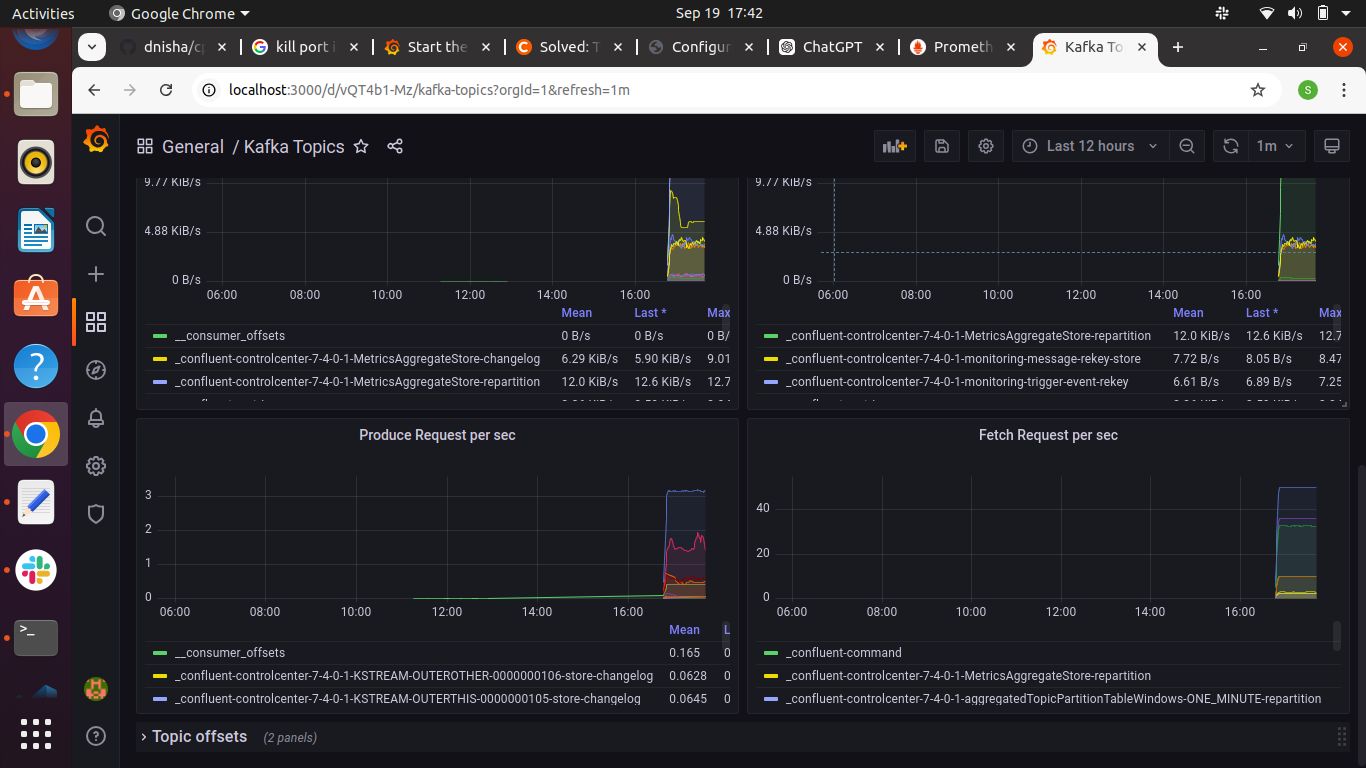 Activities Google Chrome Sep 19 17:42
dnisha/cp kill port i Start the Solved: T Configur ChatGPT Prometh Kafka To
localhost:3000/d/vQT4b1-Mz/kafka-topics?orgId=1&refresh=1m S
General / Kafka Topics Last 12 hours 1m
9.77 KiB/s
4.88 KiB/s
0 B/s
06:00 08:00 10:00 12:00 14:00 16:00
Mean Last * Max
__consumer_offsets 0 B/s 0 B/s 0 B/
_confluent-controlcenter-7-4-0-1-MetricsAggregateStore-changelog 6.29 KiB/s 5.90 KiB/s 9.01
_confluent-controlcenter-7-4-0-1-MetricsAggregateStore-repartition 12.0 KiB/s 12.6 KiB/s 12.7
9.77 KiB/s
4.88 KiB/s
0 B/s
06:00 08:00 10:00 12:00 14:00 16:00
Mean Last * Max
_confluent-controlcenter-7-4-0-1-MetricsAggregateStore-repartition 12.0 KiB/s 12.6 KiB/s 12.7
_confluent-controlcenter-7-4-0-1-monitoring-message-rekey-store 7.72 B/s 8.05 B/s 8.47
_confluent-controlcenter-7-4-0-1-monitoring-trigger-event-rekey 6.61 B/s 6.89 B/s 7.25
Produce Request per sec
3
2
1
0
06:00 08:00 10:00 12:00 14:00 16:00
Mean L
__consumer_offsets 0.165 0
_confluent-controlcenter-7-4-0-1-KSTREAM-OUTEROTHER-0000000106-store-changelog 0.0628 0
_confluent-controlcenter-7-4-0-1-KSTREAM-OUTERTHIS-0000000105-store-changelog 0.0645 0
Fetch Request per sec
40
20
0
06:00 08:00 10:00 12:00 14:00 16:00
_confluent-command
_confluent-controlcenter-7-4-0-1-MetricsAggregateStore-repartition
_confluent-controlcenter-7-4-0-1-aggregatedTopicPartitionTableWindows-ONE_MINUTE-repartition
Topic offsets (2 panels)